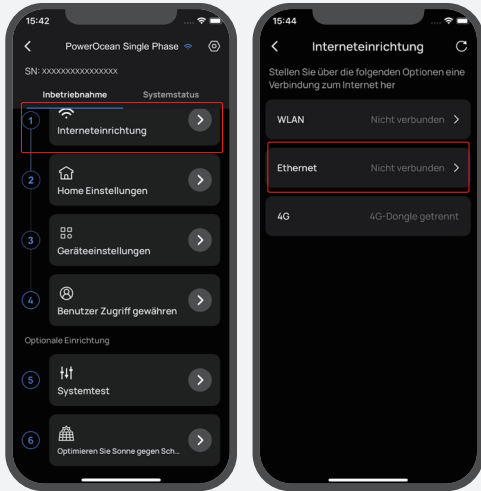 15:42
PowerOcean Single Phase
SN: xxxxxxxxxxxxxxx
Inbetriebnahme Systemstatus
1
Interneteinrichtung
2
Home Einstellungen
3
Geräteeinstellungen
4
Benutzer Zugriff gewähren
Optionale Einrichtung
5
Systemtest
6
Optimieren Sie Sonne gegen Sch...
15:44
Interneteinrichtung
Stellen Sie über die folgenden Optionen eine
Verbindung zum Internet her
WLAN Nicht verbunden
Ethernet Nicht verbunden
4G 4G-Dongle getrennt